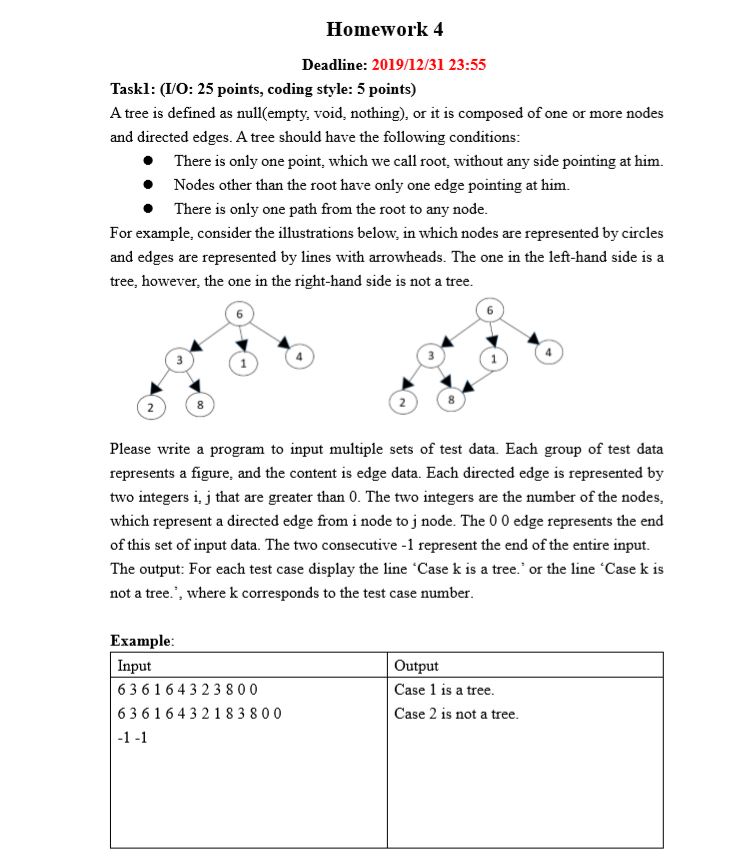 Homework 4
Deadline: 2019/12/31 23:55
Task1: (I/O: 25 points, coding style: 5 points)
A tree is defined as null(empty, void, nothing), or it is composed of one or more nodes
and directed edges. A tree should have the following conditions:
● There is only one point, which we call root, without any side pointing at him.
● Nodes other than the root have only one edge pointing at him.
● There is only one path from the root to any node.
For example, consider the illustrations below, in which nodes are represented by circles
and edges are represented by lines with arrowheads. The one in the left-hand side is a
tree, however, the one in the right-hand side is not a tree.
6 6
3 1 4 3 1 4
2 8 2 8
Please write a program to input multiple sets of test data. Each group of test data
represents a figure, and the content is edge data. Each directed edge is represented by
two integers i, j that are greater than 0. The two integers are the number of the nodes,
which represent a directed edge from i node to j node. The 0 0 edge represents the end
of this set of input data. The two consecutive -1 represent the end of the entire input.
The output: For each test case display the line ‘Case k is a tree.’ or the line ‘Case k is
not a tree.’, where k corresponds to the test case number.
Example:
Input Output
6 3 6 1 6 4 3 2 3 8 0 0 Case 1 is a tree.
6 3 6 1 6 4 3 2 1 8 3 8 0 0 Case 2 is not a tree.
-1 -1